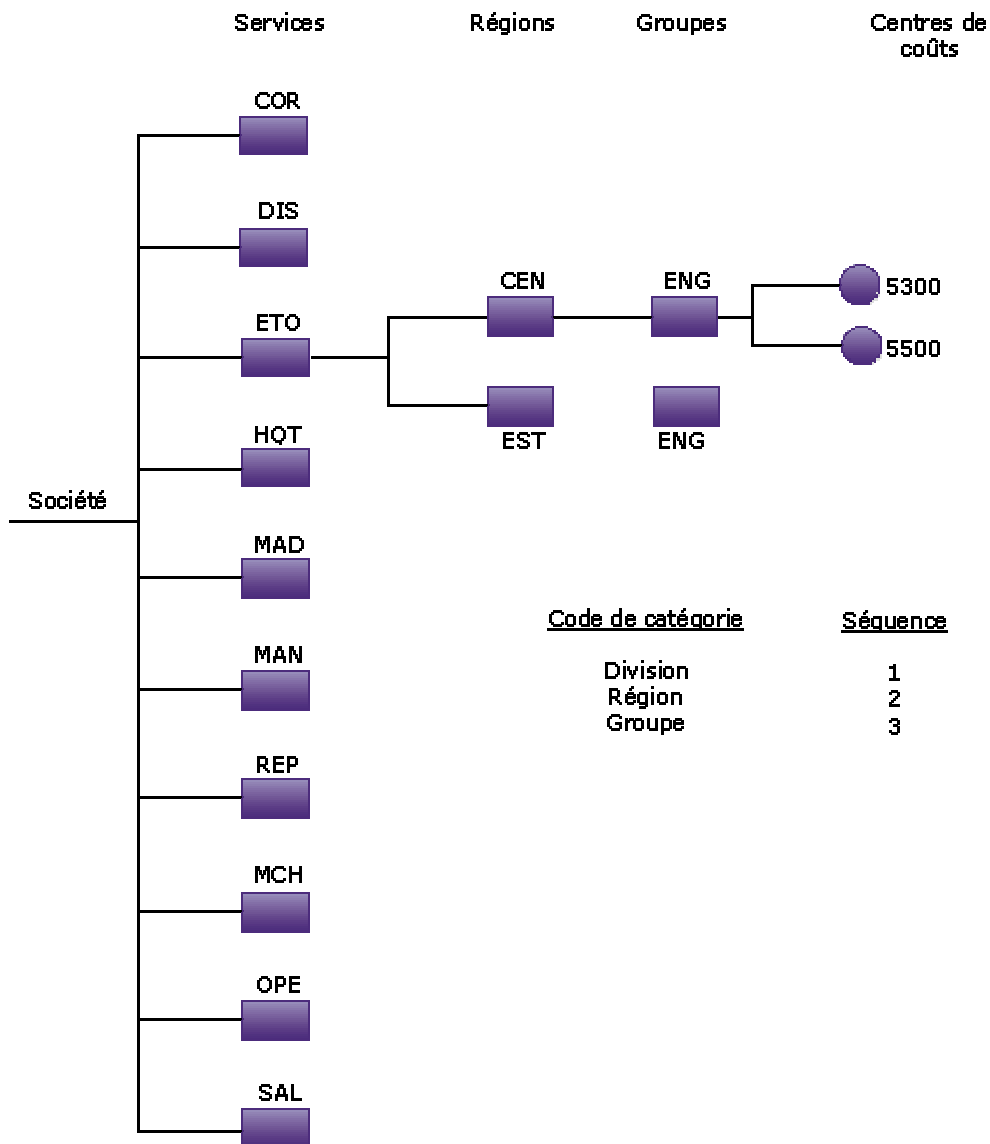 Services Régions Groupes Centres de
coûts
COR
DIS
CEN ENG
5300
ETO
5500
HOT
EST ENG
Société
MAD
Code de catégorie Séquence
MAN
Division 1
Région 2
Groupe 3
REP
MCH
OPE
SAL